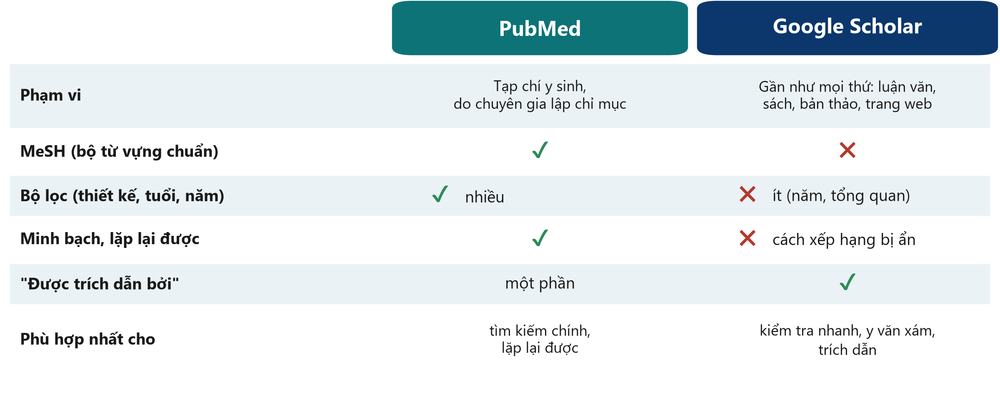 PubMed
Google Scholar
Phạm vi
Tạp chí y sinh,
do chuyên gia lập chỉ mục
Gần như mọi thứ: luận văn,
sách, bản thảo, trang web
MeSH (bộ từ vựng chuẩn)
✓
✕
Bộ lọc (thiết kế, tuổi, năm)
✓ nhiều
✕ ít (năm, tổng quan)
Minh bạch, lặp lại được
✓
✕ cách xếp hạng bị ẩn
"Được trích dẫn bởi"
một phần
✓
Phù hợp nhất cho
tìm kiếm chính,
lặp lại được
kiểm tra nhanh, y văn xám,
trích dẫn